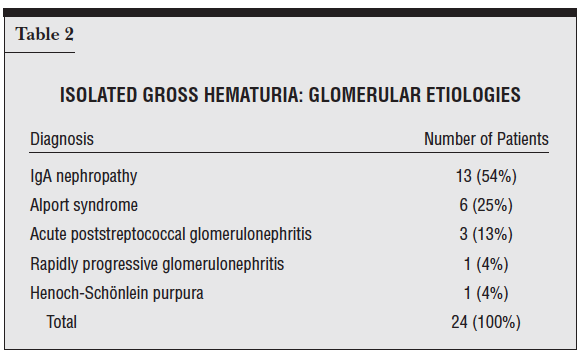 Table 2
ISOLATED GROSS HEMATURIA: GLOMERULAR ETIOLOGIES
Diagnosis Number of Patients
IgA nephropathy 13 (54%)
Alport syndrome 6 (25%)
Acute poststreptococcal glomerulonephritis 3 (13%)
Rapidly progressive glomerulonephritis 1 (4%)
Henoch-Schönlein purpura 1 (4%)
Total 24 (100%)